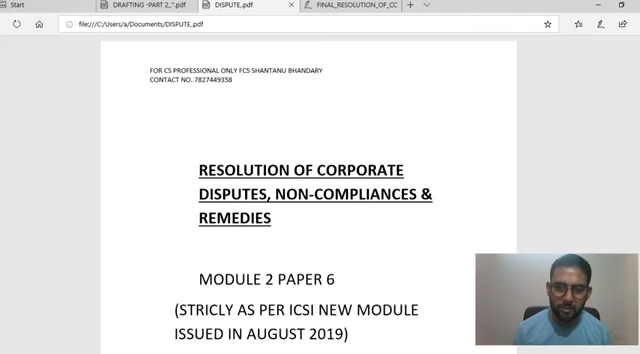 Start
DRAFTING -PART 2,,".pdf
DISPUTE,.pdf
FINAL_RESOLUTION_OF_CC
file:///C:/Users/a/Documents/DISPUTE,.pdf
FOR CS PROFESSIONAL ONLY FCS SHANTANU BHANDARY
CONTACT NO. 7827449358
RESOLUTION OF CORPORATE
DISPUTES, NON-COMPLIANCES &
REMEDIES
MODULE 2 PAPER 6
(STRICLY AS PER ICSI NEW MODULE
ISSUED IN AUGUST 2019)